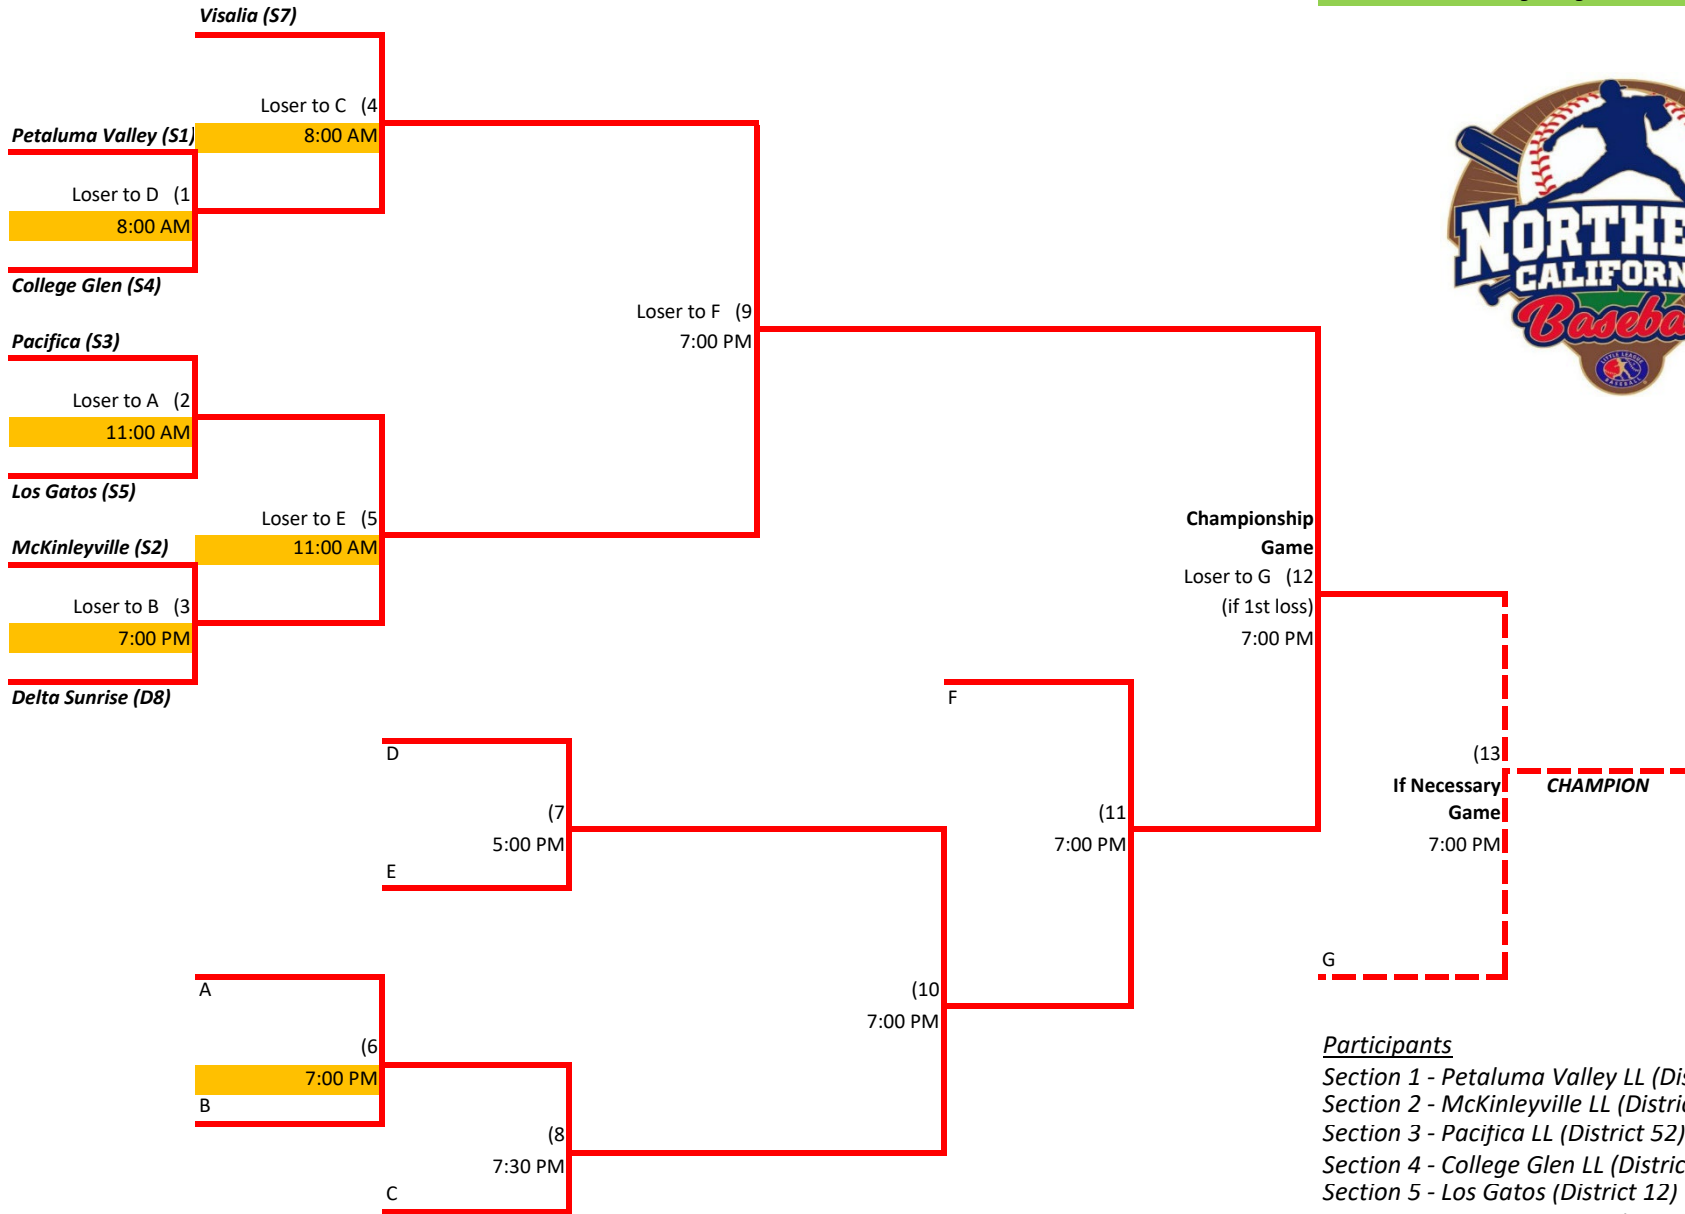 Visalia (S7)
Loser to C (4
8:00 AM
Petaluma Valley (S1)
Loser to D (1
8:00 AM
College Glen (S4)
Loser to F (9
7:00 PM
Pacifica (S3)
Loser to A (2
11:00 AM
Los Gatos (S5)
Loser to E (5
11:00 AM
McKinleyville (S2)
Loser to B (3
7:00 PM
Delta Sunrise (D8)
Championship
Game
Loser to G (12
(if 1st loss)
7:00 PM
F
D
(7
5:00 PM
E
(11
7:00 PM
(13
If Necessary
Game
7:00 PM
CHAMPION
G
A
(6
7:00 PM
B
(10
7:00 PM
(8
7:30 PM
C
NORTHE
CALIFORN
Baseba
LITTLE LEAGUE
BASEBALL
Participants
Section 1 - Petaluma Valley LL (Dis
Section 2 - McKinleyville LL (Distric
Section 3 - Pacifica LL (District 52)
Section 4 - College Glen LL (Distric
Section 5 - Los Gatos (District 12)